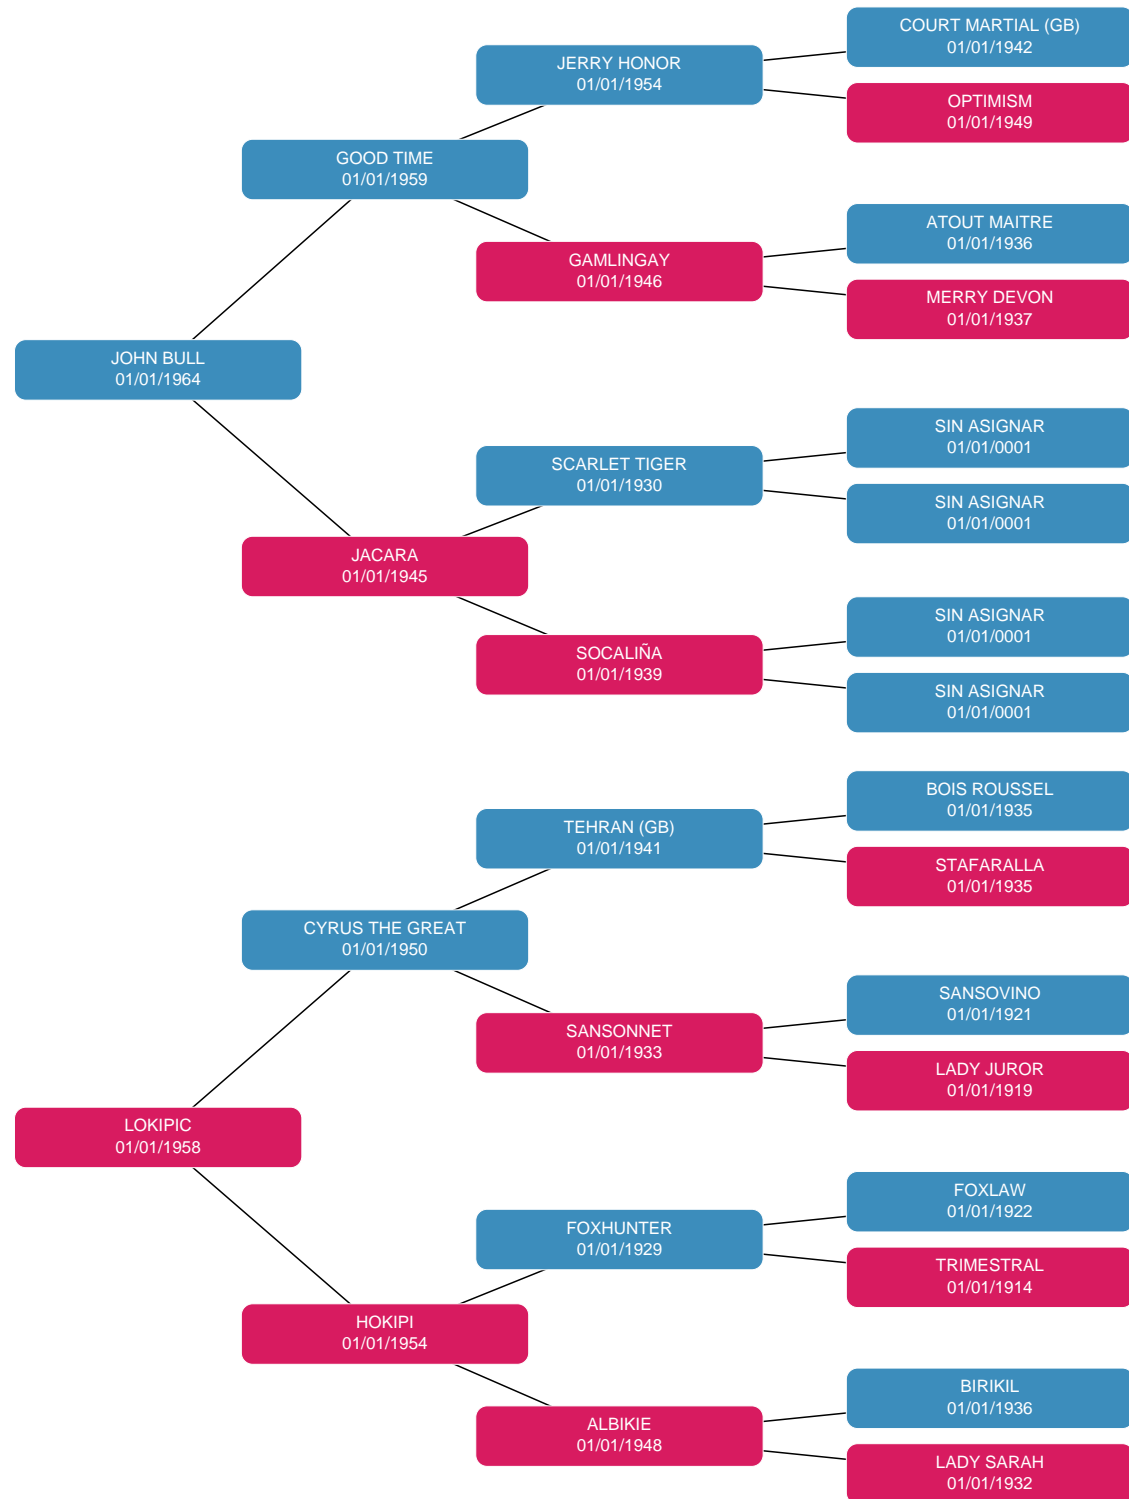 COURT MARTIAL (GB)
01/01/1942
JERRY HONOR
01/01/1954
OPTIMISM
01/01/1949
GOOD TIME
01/01/1959
ATOUT MAITRE
01/01/1936
GAMLINGAY
01/01/1946
MERRY DEVON
01/01/1937
JOHN BULL
01/01/1964
SIN ASIGNAR
01/01/0001
SCARLET TIGER
01/01/1930
SIN ASIGNAR
01/01/0001
JACARA
01/01/1945
SIN ASIGNAR
01/01/0001
SOCALIÑA
01/01/1939
SIN ASIGNAR
01/01/0001
BOIS ROUSSEL
01/01/1935
TEHRAN (GB)
01/01/1941
STAFARALLA
01/01/1935
CYRUS THE GREAT
01/01/1950
SANSOVINO
01/01/1921
SANSONNET
01/01/1933
LADY JUROR
01/01/1919
LOKIPIC
01/01/1958
FOXLAW
01/01/1922
FOXHUNTER
01/01/1929
TRIMESTRAL
01/01/1914
HOKIPI
01/01/1954
BIRIKIL
01/01/1936
ALBIKIE
01/01/1948
LADY SARAH
01/01/1932